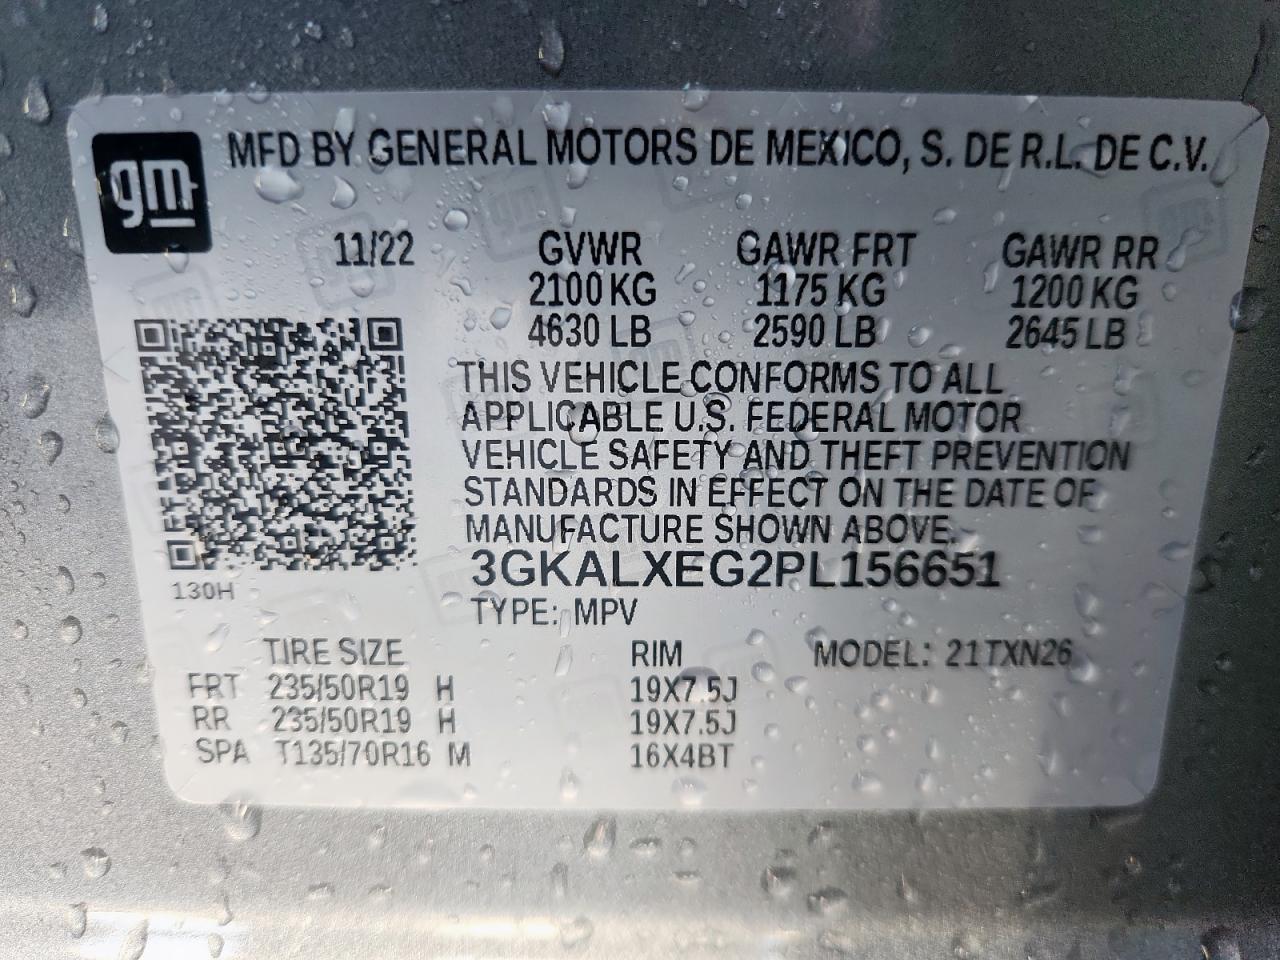 gm
MFD BY GENERAL MOTORS DE MEXICO, S. DE R.L. DE C.V.
11/22 GVWR GAWR FRT GAWR RR
2100 KG 1175 KG 1200 KG
4630 LB 2590 LB 2645 LB
THIS VEHICLE CONFORMS TO ALL
APPLICABLE U.S. FEDERAL MOTOR
VEHICLE SAFETY AND THEFT PREVENTION
STANDARDS IN EFFECT ON THE DATE OF
MANUFACTURE SHOWN ABOVE.
3GKALXEG2PL156651
130H
TYPE: MPV
TIRE SIZE RIM MODEL: 21TXN26
FRT 235/50R19 H 19X7.5J
RR 235/50R19 H 19X7.5J
SPA T135/70R16 M 16X4BT